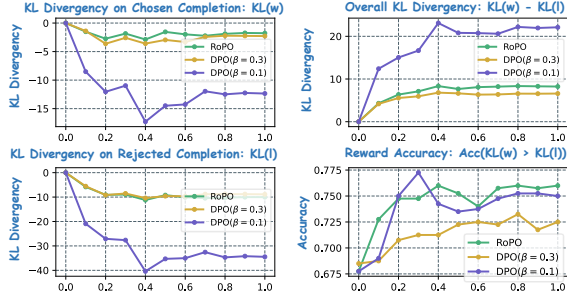 KL Divergence on Chosen Completion: KL(w)
KL Divergence
0
−5
−10
−15
RoPO
DPO(β = 0.3)
DPO(β = 0.1)
0.0 0.2 0.4 0.6 0.8 1.0
Overall KL Divergency: KL(w) − KL(l)
KL Divergence
20
10
0
RoPO
DPO(β = 0.3)
DPO(β = 0.1)
0.0 0.2 0.4 0.6 0.8 1.0
KL Divergency on Rejected Completion: KL(l)
KL Divergency
0
−10
−20
−30
−40
RoPO
DPO(β = 0.3)
DPO(β = 0.1)
0.0 0.2 0.4 0.6 0.8 1.0
Reward Accuracy: Acc(KL(w) > KL(l))
Accuracy
0.775
0.750
0.725
0.700
0.675
RoPO
DPO(β = 0.3)
DPO(β = 0.1)
0.0 0.2 0.4 0.6 0.8 1.0